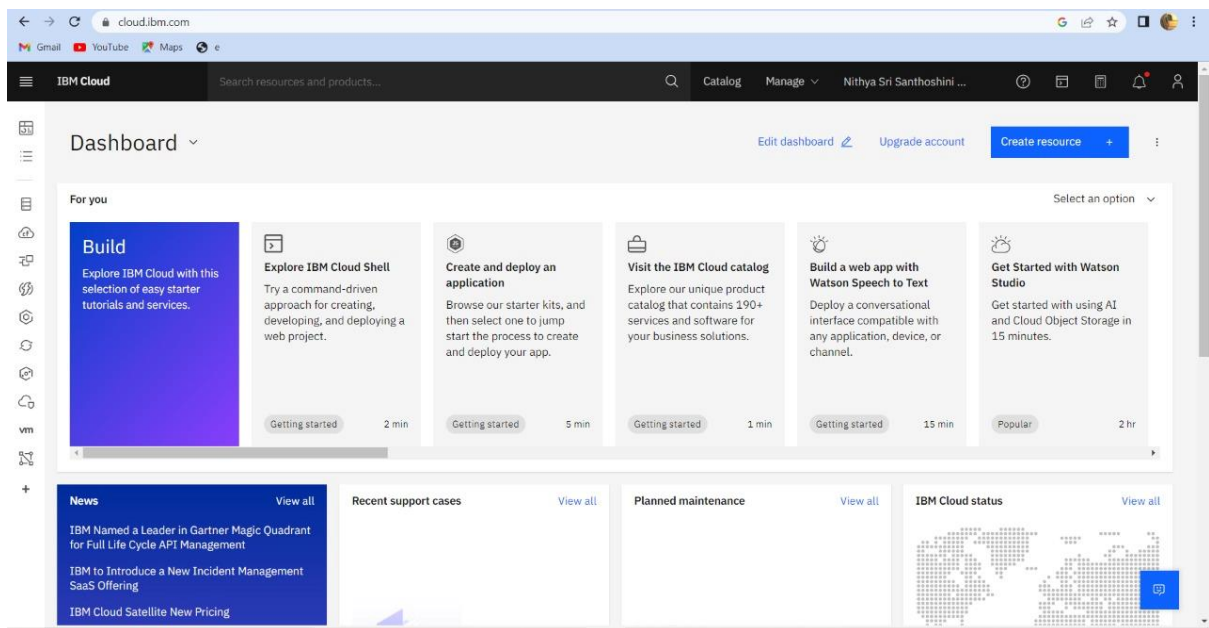 cloud.ibm.com
Gmail YouTube Maps e
IBM Cloud Search resources and products... Catalog Manage Nithya Sri Santhoshini ...
Dashboard Edit dashboard Upgrade account Create resource +
For you Select an option
Build
Explore IBM Cloud with this
selection of easy starter
tutorials and services.
Explore IBM Cloud Shell
Try a command-driven
approach for creating,
developing, and deploying a
web project.
Getting started 2 min
Create and deploy an
application
Browse our starter kits, and
then select one to jump
start the process to create
and deploy your app.
Getting started 5 min
Visit the IBM Cloud catalog
Explore our unique product
catalog that contains 190+
services and software for
your business solutions.
Getting started 1 min
Build a web app with
Watson Speech to Text
Deploy a conversational
interface compatible with
any application, device, or
channel.
Getting started 15 min
Get Started with Watson
Studio
Get started with using AI
and Cloud Object Storage in
15 minutes.
Popular 2 hr
vm
News View all
IBM Named a Leader in Gartner Magic Quadrant
for Full Life Cycle API Management
IBM to Introduce a New Incident Management
SaaS Offering
IBM Cloud Satellite New Pricing
Recent support cases View all
Planned maintenance View all
IBM Cloud status View all